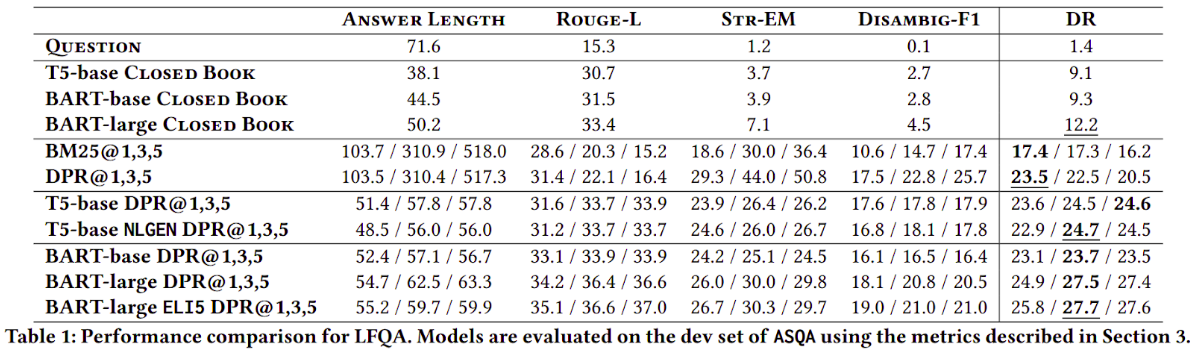 ANSWER LENGTH ROUGE-L STR-EM DISAMBIG-F1 DR
QUESTION 71.6 15.3 1.2 0.1 1.4
T5-base CLOSED BOOK 38.1 30.7 3.7 2.7 9.1
BART-base CLOSED BOOK 44.5 31.5 3.9 2.8 9.3
BART-large CLOSED BOOK 50.2 33.4 7.1 4.5 12.2
BM25@1,3,5 103.7 / 310.9 / 518.0 28.6 / 20.3 / 15.2 18.6 / 30.0 / 36.4 10.6 / 14.7 / 17.4 17.4 / 17.3 / 16.2
DPR@1,3,5 103.5 / 310.4 / 517.3 31.4 / 22.1 / 16.4 29.3 / 44.0 / 50.8 17.5 / 22.8 / 25.7 23.5 / 22.5 / 20.5
T5-base DPR@1,3,5 51.4 / 57.8 / 57.8 31.6 / 33.7 / 33.9 23.9 / 26.4 / 26.2 17.6 / 17.8 / 17.9 23.6 / 24.5 / 24.6
T5-base NLGEN DPR@1,3,5 48.5 / 56.0 / 56.0 31.2 / 33.7 / 33.7 24.6 / 26.0 / 26.7 16.8 / 18.1 / 17.8 22.9 / 24.7 / 24.5
BART-base DPR@1,3,5 52.4 / 57.1 / 56.7 33.1 / 33.9 / 33.9 24.2 / 25.1 / 24.5 16.1 / 16.5 / 16.4 23.1 / 23.7 / 23.5
BART-large DPR@1,3,5 54.7 / 62.5 / 63.3 34.2 / 36.4 / 36.6 26.0 / 30.0 / 29.8 18.1 / 20.8 / 20.5 24.9 / 27.5 / 27.4
BART-large ELI5 DPR@1,3,5 55.2 / 59.7 / 59.9 35.1 / 36.6 / 37.0 26.7 / 30.3 / 29.7 19.0 / 21.0 / 21.0 25.8 / 27.7 / 27.6
Table 1: Performance comparison for LFQA. Models are evaluated on the dev set of ASQA using the metrics described in Section 3.